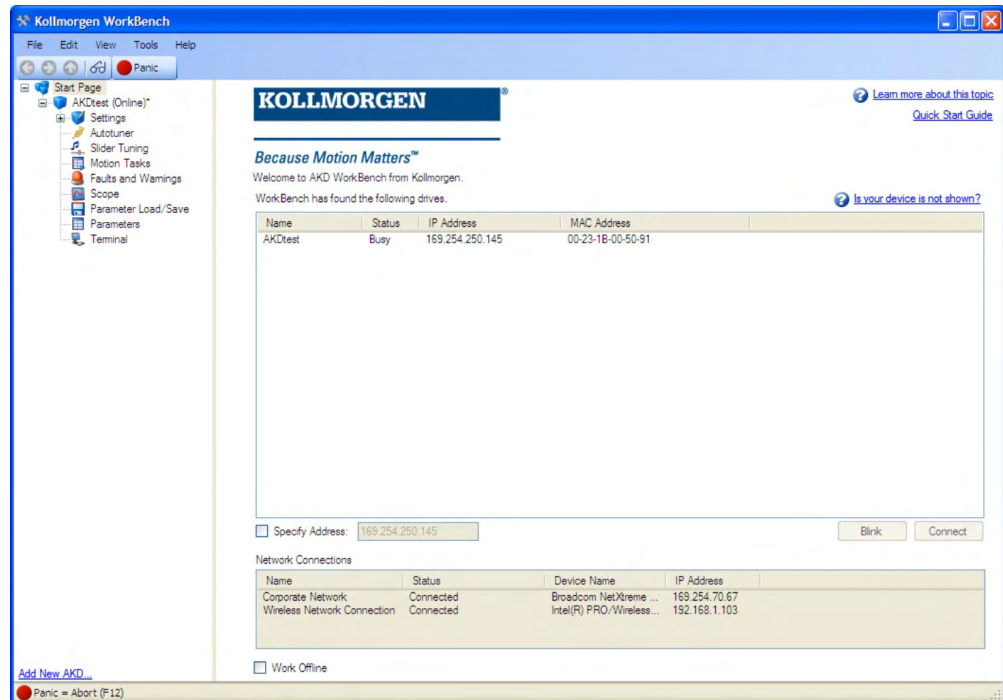 Kollmorgen WorkBench
File Edit View Tools Help
Panic
Start Page
AKDtest (Online)*
Settings
Autotuner
Slider Tuning
Motion Tasks
Faults and Warnings
Scope
Parameter Load/Save
Parameters
Terminal
Add New AKD...
KOLLMORGEN®
Learn more about this topic
Quick Start Guide
Because Motion Matters™
Welcome to AKD WorkBench from Kollmorgen.
WorkBench has found the following drives.
Is your device is not shown?
Name Status IP Address MAC Address
AKDtest Busy 169.254.250.145 00-23-1B-00-50-91
Specify Address: 169.254.250.145
Blink Connect
Network Connections
Name Status Device Name IP Address
Corporate Network Connected Broadcom NetXtreme ... 169.254.70.67
Wireless Network Connection Connected Intel(R) PRO/Wireless... 192.168.1.103
Work Offline
Panic = Abort (F12)